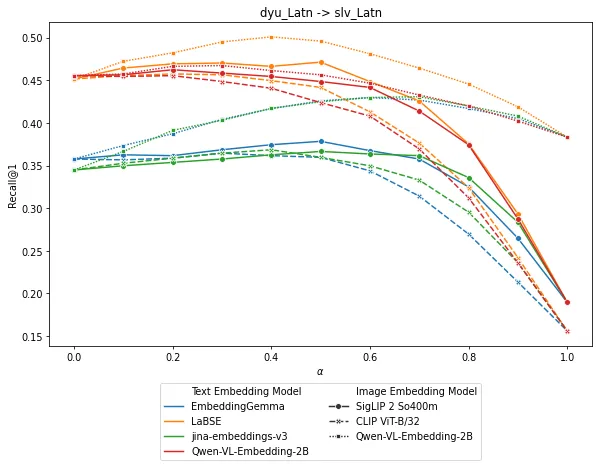 dyu_Latn -> slv_Latn
Recall@1
0.50
0.45
0.40
0.35
0.30
0.25
0.20
0.15
0.0 0.2 0.4 0.6 0.8 1.0
α
Text Embedding Model Image Embedding Model
EmbeddingGemma SigLIP 2 So400m
LaBSE CLIP ViT-B/32
jina-embeddings-v3 Qwen-VL-Embedding-2B
Qwen-VL-Embedding-2B